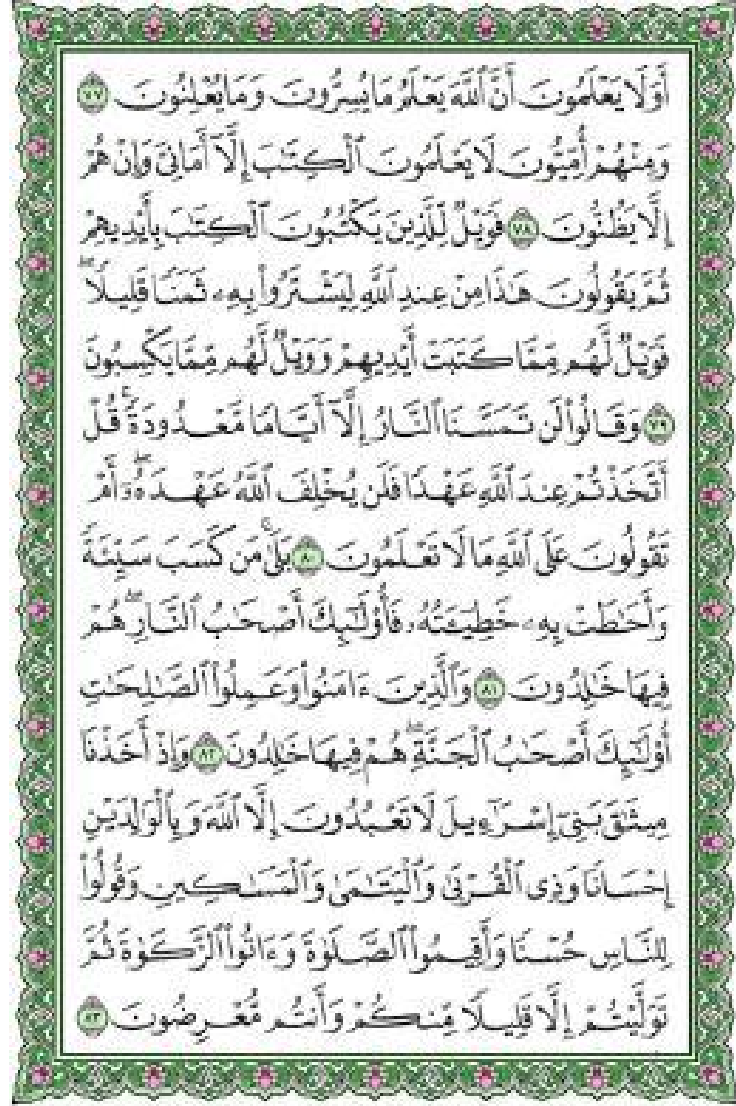 أَوَلَا يَعْلَمُونَ أَنَّ ٱللَّهَ يَعْلَمُ مَا يُسِرُّونَ وَمَا يُعْلِنُونَ ٧٧
وَمِنْهُمْ أُمِّيُّونَ لَا يَعْلَمُونَ ٱلْكِتَٰبَ إِلَّآ أَمَانِىَّ وَإِنْ هُمْ
إِلَّا يَظُنُّونَ ٧٨ فَوَيْلٌ لِّلَّذِينَ يَكْتُبُونَ ٱلْكِتَٰبَ بِأَيْدِيهِمْ
ثُمَّ يَقُولُونَ هَٰذَا مِنْ عِندِ ٱللَّهِ لِيَشْتَرُوا۟ بِهِۦ ثَمَنًا قَلِيلًا ۖ
فَوَيْلٌ لَّهُم مِّمَّا كَتَبَتْ أَيْدِيهِمْ وَوَيْلٌ لَّهُم مِّمَّا يَكْسِبُونَ
٧٩ وَقَالُوا۟ لَن تَمَسَّنَا ٱلنَّارُ إِلَّآ أَيَّامًا مَّعْدُودَةً ۚ قُلْ
أَتَّخَذْتُمْ عِندَ ٱللَّهِ عَهْدًا فَلَن يُخْلِفَ ٱللَّهُ عَهْدَهُۥٓ ۖ أَمْ
تَقُولُونَ عَلَى ٱللَّهِ مَا لَا تَعْلَمُونَ ٨٠ بَلَىٰ ۚ مَن كَسَبَ سَيِّئَةً
وَأَحَٰطَتْ بِهِۦ خَطِيٓـَٔتُهُۥ فَأُو۟لَٰٓئِكَ أَصْحَٰبُ ٱلنَّارِ ۖ هُمْ
فِيهَا خَٰلِدُونَ ٨١ وَٱلَّذِينَ ءَامَنُوا۟ وَعَمِلُوا۟ ٱلصَّٰلِحَٰتِ
أُو۟لَٰٓئِكَ أَصْحَٰبُ ٱلْجَنَّةِ ۖ هُمْ فِيهَا خَٰلِدُونَ ٨٢ وَإِذْ أَخَذْنَا
مِيثَٰقَ بَنِىٓ إِسْرَٰٓءِيلَ لَا تَعْبُدُونَ إِلَّا ٱللَّهَ وَبِٱلْوَٰلِدَيْنِ
إِحْسَانًا وَذِى ٱلْقُرْبَىٰ وَٱلْيَتَٰمَىٰ وَٱلْمَسَٰكِينِ وَقُولُوا۟
لِلنَّاسِ حُسْنًا وَأَقِيمُوا۟ ٱلصَّلَوٰةَ وَءَاتُوا۟ ٱلزَّكَوٰةَ ثُمَّ
تَوَلَّيْتُمْ إِلَّا قَلِيلًا مِّنكُمْ وَأَنتُم مُّعْرِضُونَ ٨٣